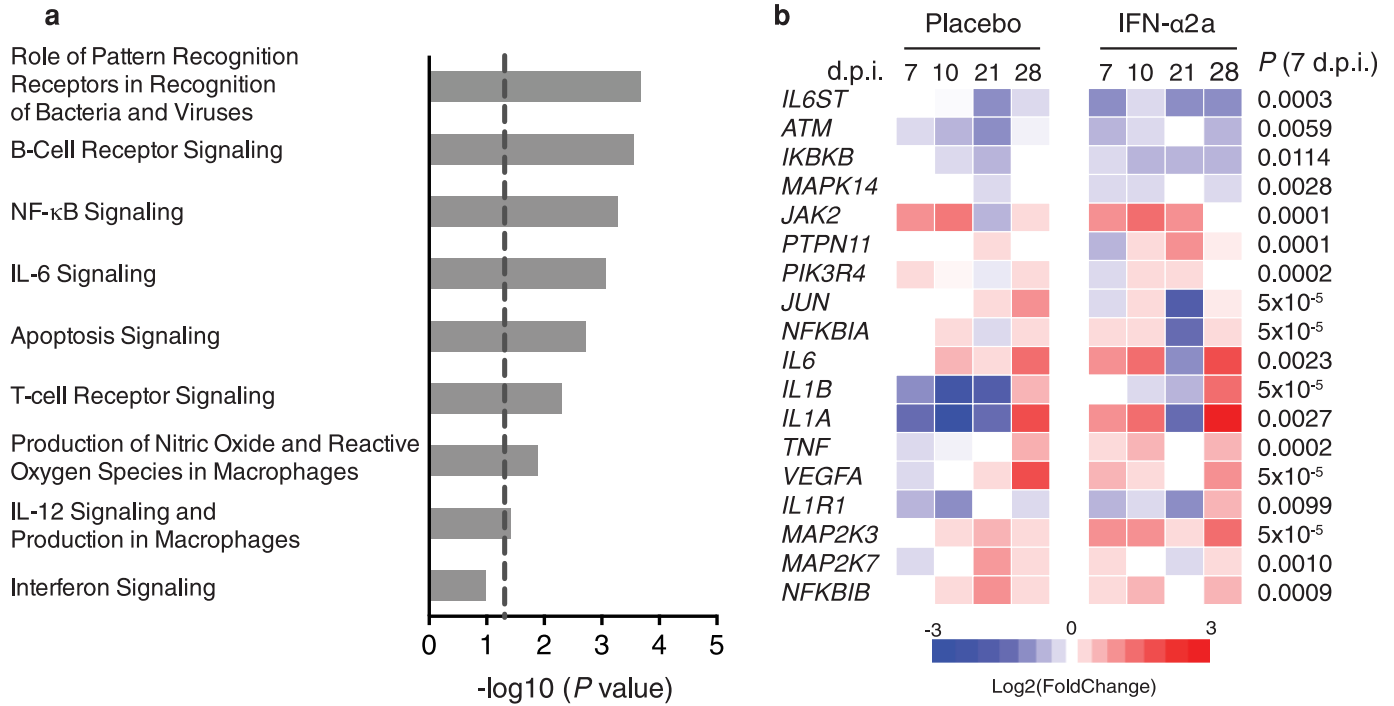 a
Role of Pattern Recognition
Receptors in Recognition
of Bacteria and Viruses
B-Cell Receptor Signaling
NF-κB Signaling
IL-6 Signaling
Apoptosis Signaling
T-cell Receptor Signaling
Production of Nitric Oxide and Reactive
Oxygen Species in Macrophages
IL-12 Signaling and
Production in Macrophages
Interferon Signaling
0 1 2 3 4 5
-log10 (P value)
b
Placebo IFN-α2a
d.p.i. 7 10 21 28 7 10 21 28 P (7 d.p.i.)
IL6ST 0.0003
ATM 0.0059
IKBKB 0.0114
MAPK14 0.0028
JAK2 0.0001
PTPN11 0.0001
PIK3R4 0.0002
JUN 5x10⁻⁵
NFKBIA 5x10⁻⁵
IL6 0.0023
IL1B 5x10⁻⁵
IL1A 0.0027
TNF 0.0002
VEGFA 5x10⁻⁵
IL1R1 0.0099
MAP2K3 5x10⁻⁵
MAP2K7 0.0010
NFKBIB 0.0009
-3 0 3
Log2(FoldChange)